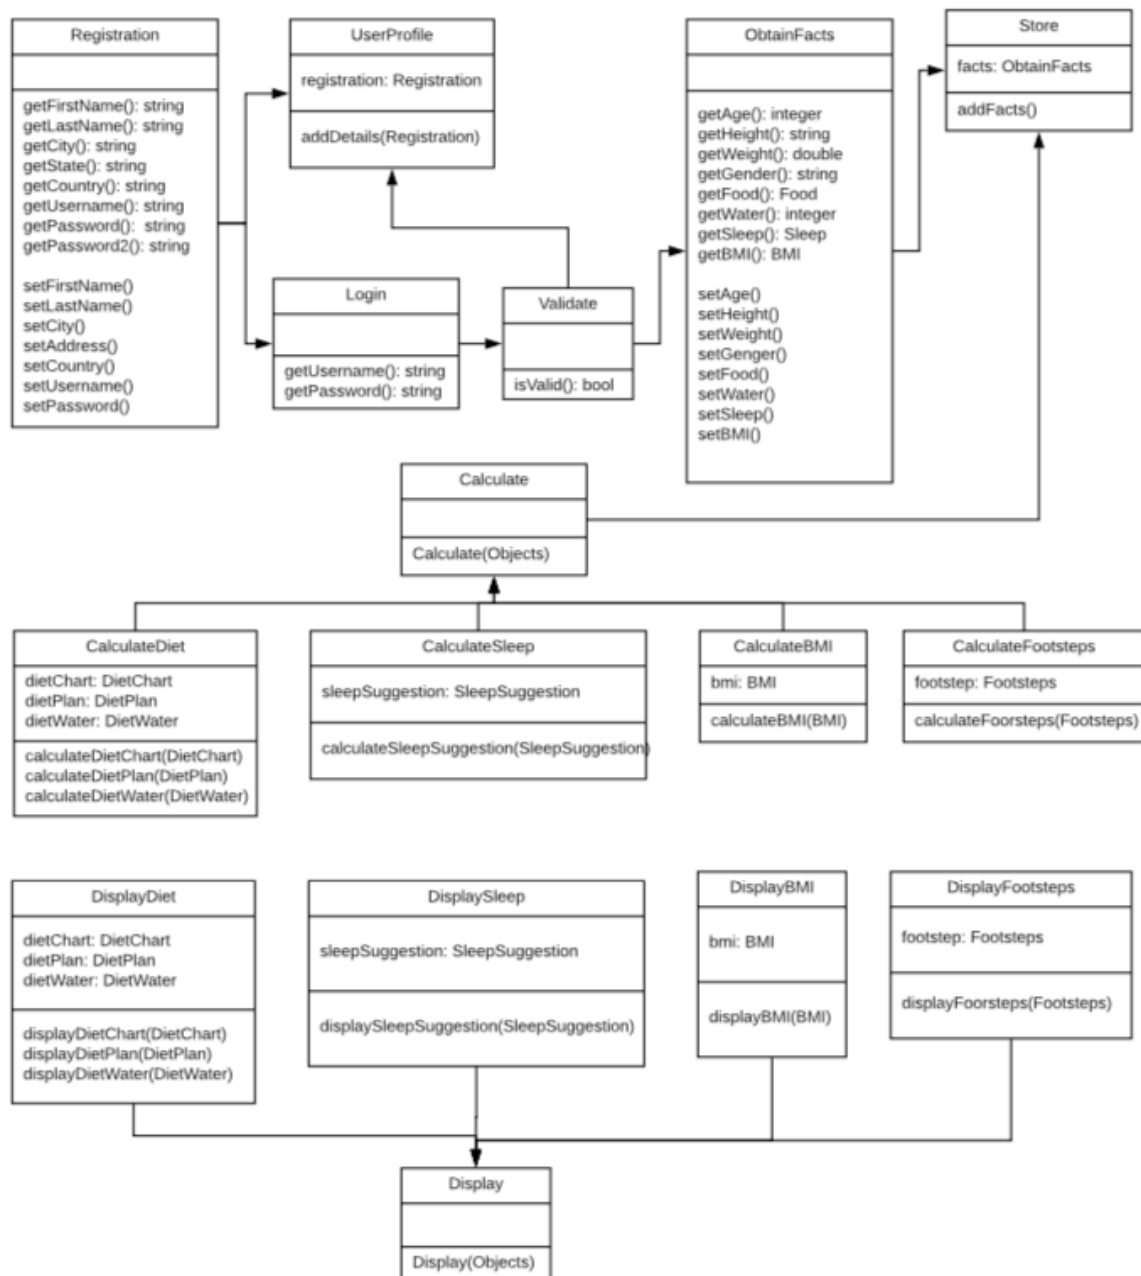 Registration
getFirstName(): string
getLastName(): string
getCity(): string
getState(): string
getCountry(): string
getUsername(): string
getPassword(): string
getPassword2(): string
setFirstName()
setLastName()
setCity()
setAddress()
setCountry()
setUsername()
setPassword()
UserProfile
registration: Registration
addDetails(Registration)
Login
getUsername(): string
getPassword(): string
Validate
isValid(): bool
ObtainFacts
getAge(): integer
getHeight(): string
getWeight(): double
getGender(): string
getFood(): Food
getWater(): integer
getSleep(): Sleep
getBMI(): BMI
setAge()
setHeight()
setWeight()
setGenger()
setFood()
setWater()
setSleep()
setBMI()
Store
facts: ObtainFacts
addFacts()
Calculate
Calculate(Objects)
CalculateDiet
dietChart: DietChart
dietPlan: DietPlan
dietWater: DietWater
calculateDietChart(DietChart)
calculateDietPlan(DietPlan)
calculateDietWater(DietWater)
CalculateSleep
sleepSuggestion: SleepSuggestion
calculateSleepSuggestion(SleepSuggestion)
CalculateBMI
bmi: BMI
calculateBMI(BMI)
CalculateFootsteps
footstep: Footsteps
calculateFoorsteps(Footsteps)
DisplayDiet
dietChart: DietChart
dietPlan: DietPlan
dietWater: DietWater
displayDietChart(DietChart)
displayDietPlan(DietPlan)
displayDietWater(DietWater)
DisplaySleep
sleepSuggestion: SleepSuggestion
displaySleepSuggestion(SleepSuggestion)
DisplayBMI
bmi: BMI
displayBMI(BMI)
DisplayFootsteps
footstep: Footsteps
displayFoorsteps(Footsteps)
Display
Display(Objects)